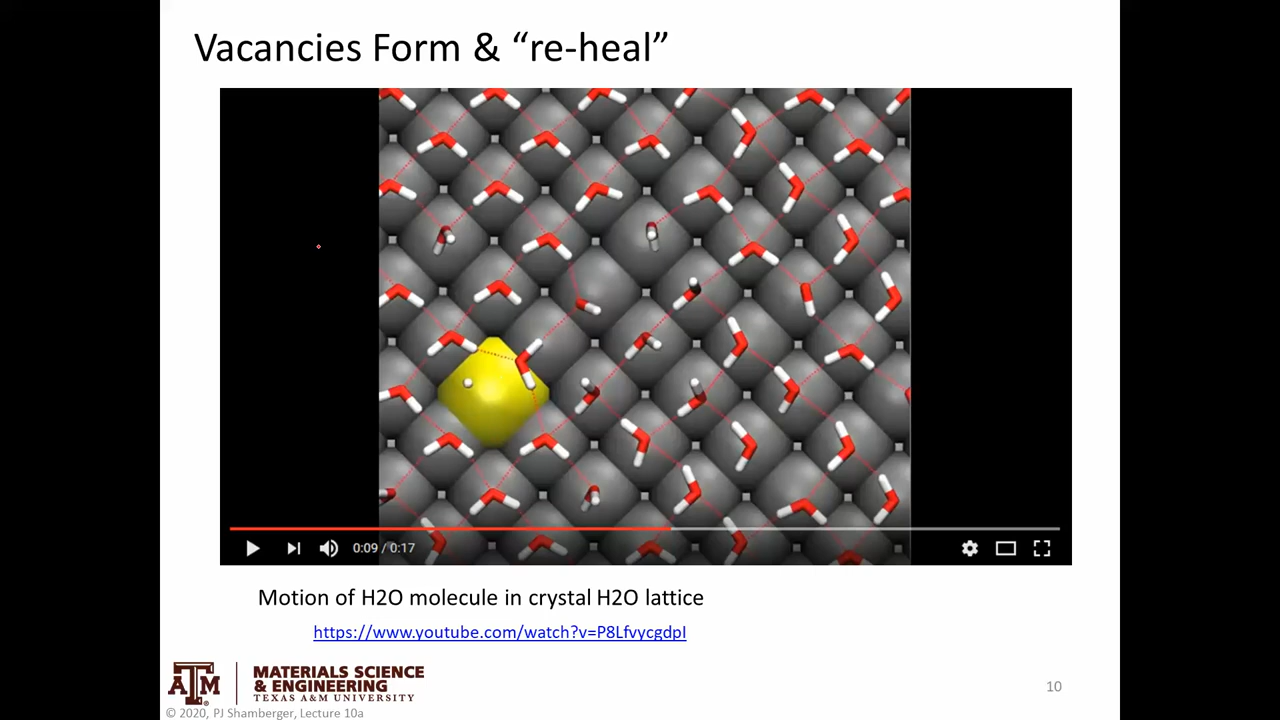 Vacancies Form & “re-heal”
0:09 / 0:17
Motion of H2O molecule in crystal H2O lattice
https://www.youtube.com/watch?v=P8LfvycgdpI
ATM
MATERIALS SCIENCE
& ENGINEERING
TEXAS A&M UNIVERSITY
10
© 2020, PJ Shamberger, Lecture 10a